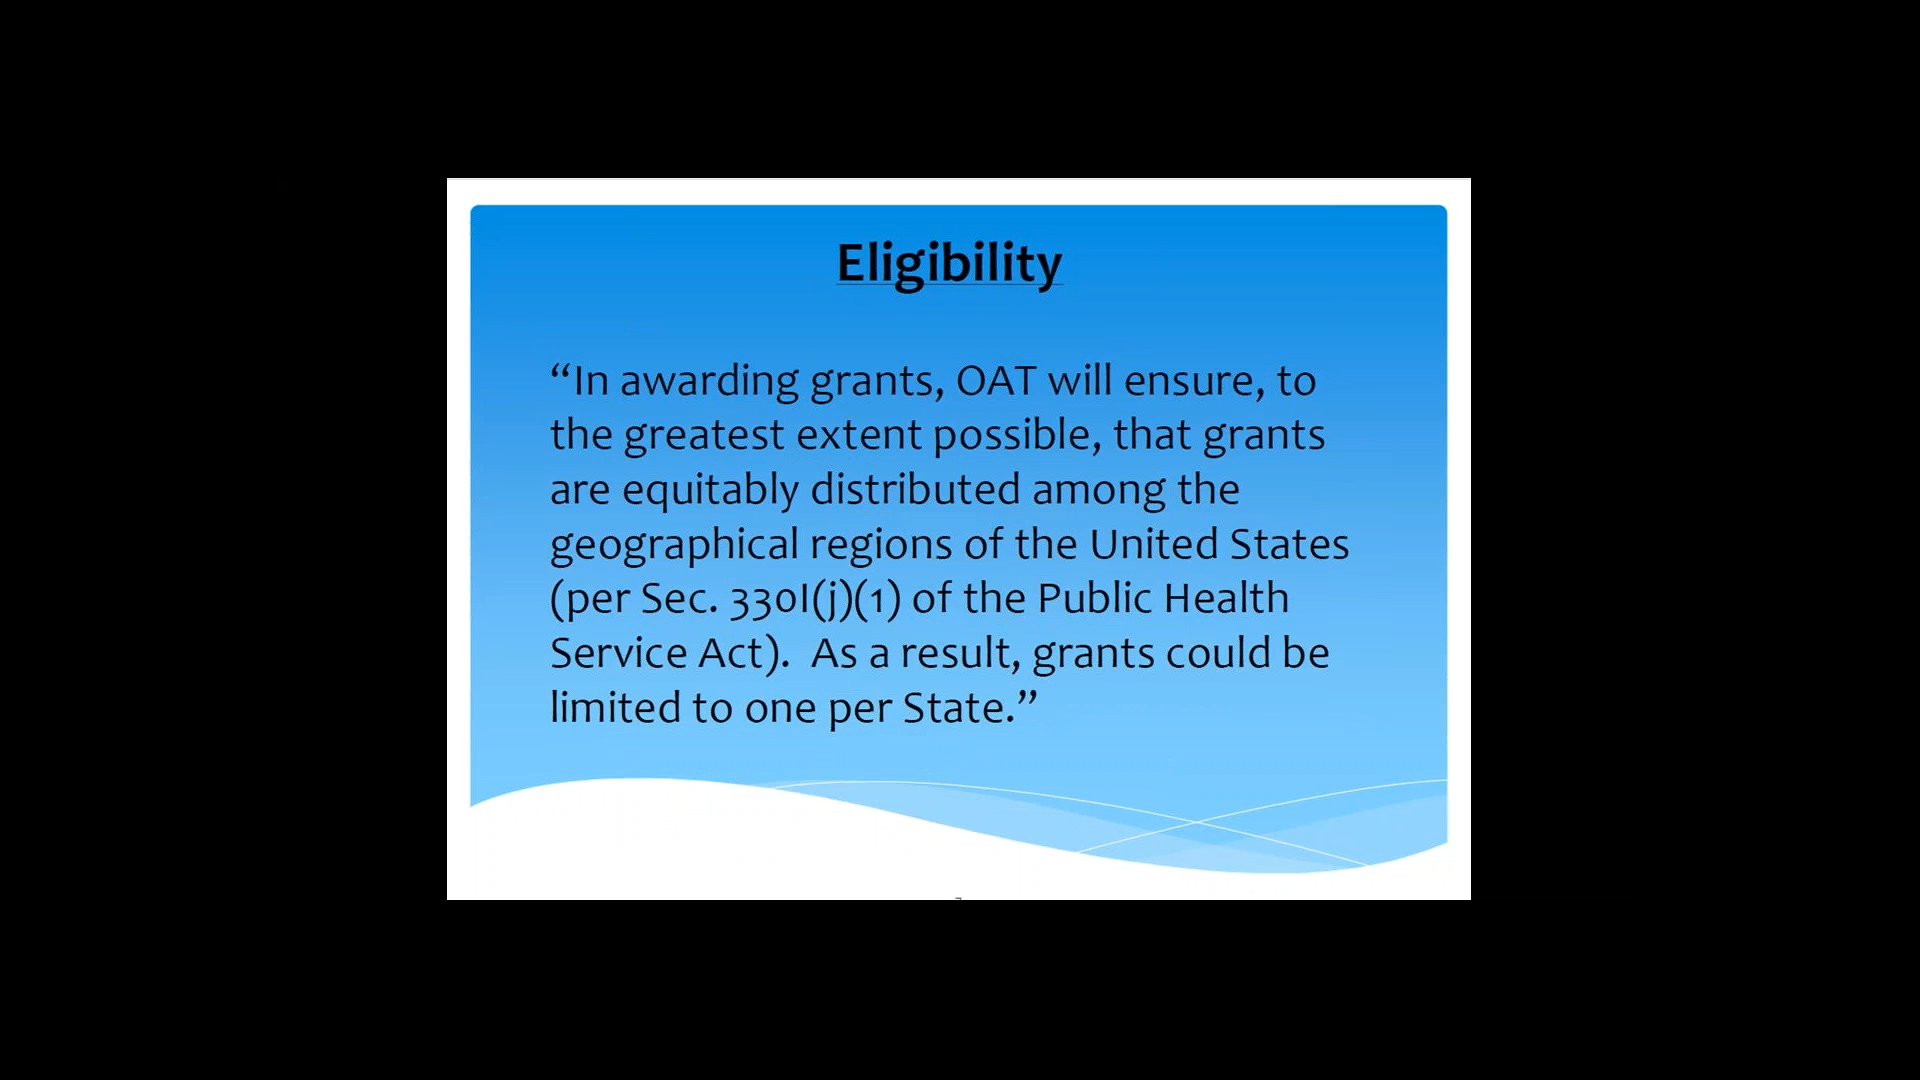 Eligibility
“In awarding grants, OAT will ensure, to
the greatest extent possible, that grants
are equitably distributed among the
geographical regions of the United States
(per Sec. 330I(j)(1) of the Public Health
Service Act).  As a result, grants could be
limited to one per State.”